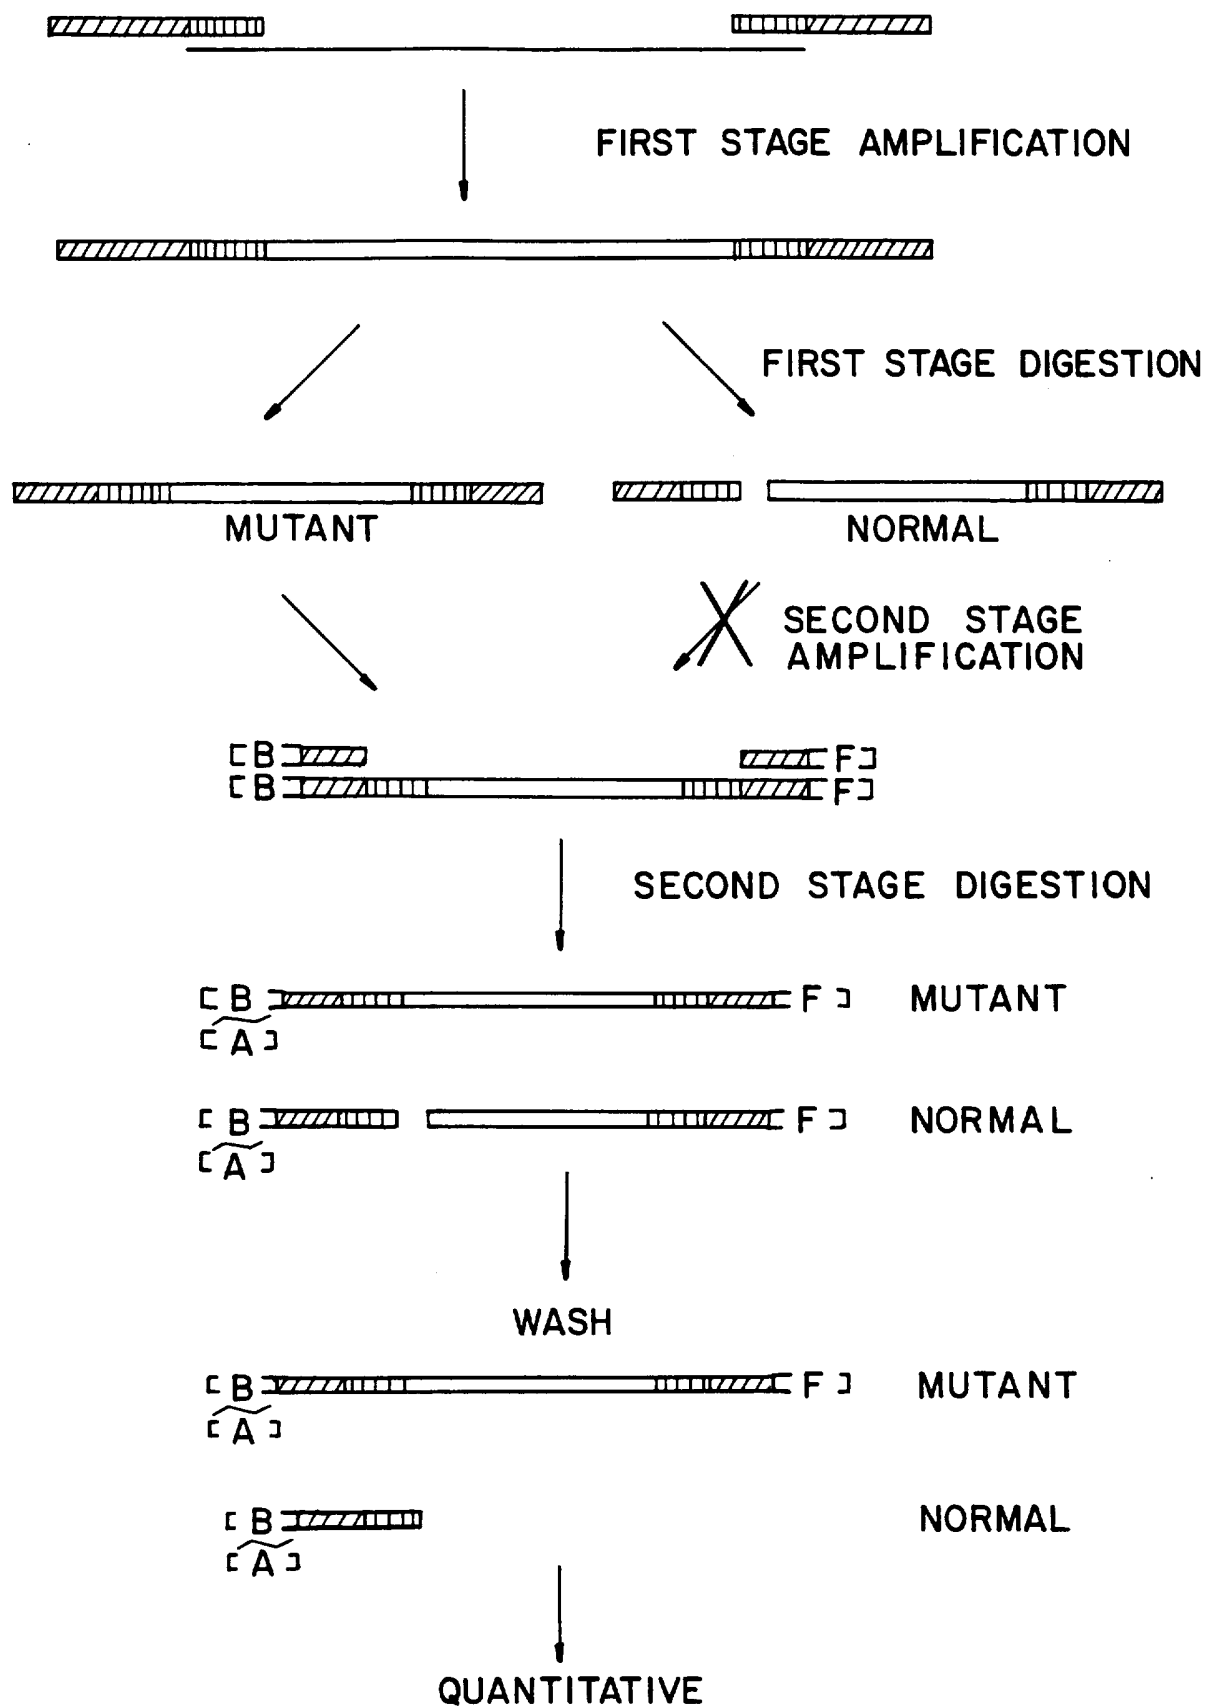 FIRST STAGE AMPLIFICATION
FIRST STAGE DIGESTION
MUTANT
NORMAL
SECOND STAGE
AMPLIFICATION
[B] F]
[B] [F]
SECOND STAGE DIGESTION
[B] [F] MUTANT
[A]
[B] [F] NORMAL
[A]
WASH
[B] [F] MUTANT
[A]
[B] NORMAL
[A]
QUANTITATIVE